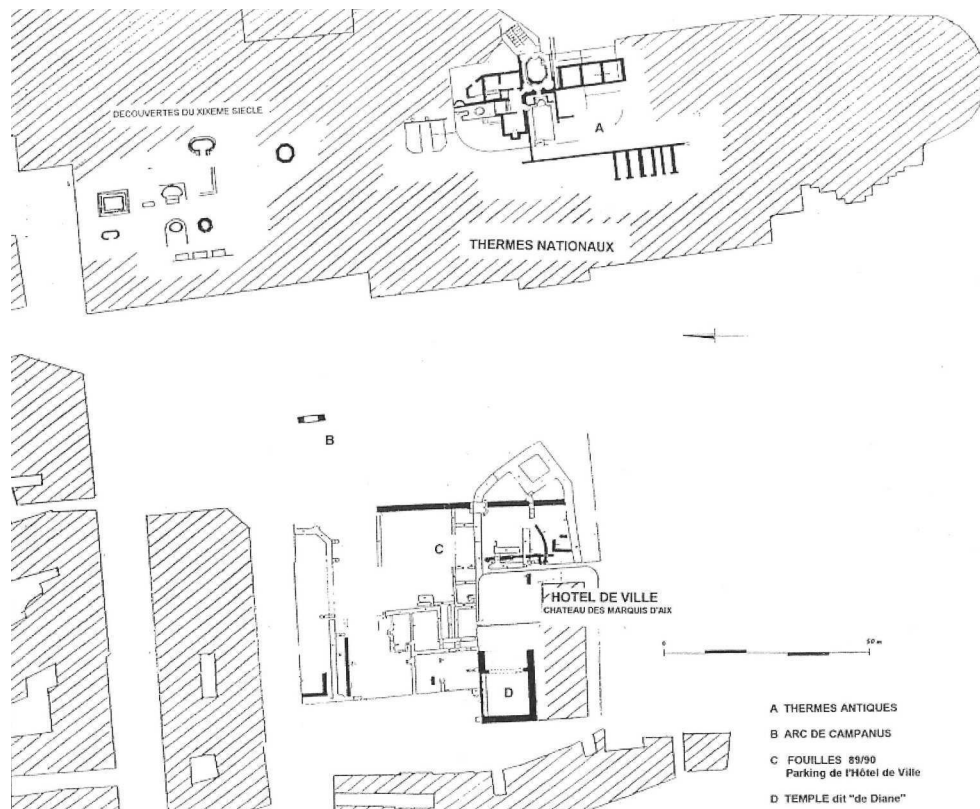 DECOUVERTES DU XIXEME SIECLE
A
THERMES NATIONAUX
B
C
HOTEL DE VILLE
CHATEAU DES MARQUIS D'AIX
D
0 50 m
A THERMES ANTIQUES
B ARC DE CAMPANUS
C FOUILLES 89/90
Parking de l'Hôtel de Ville
D TEMPLE dit "de Diane"